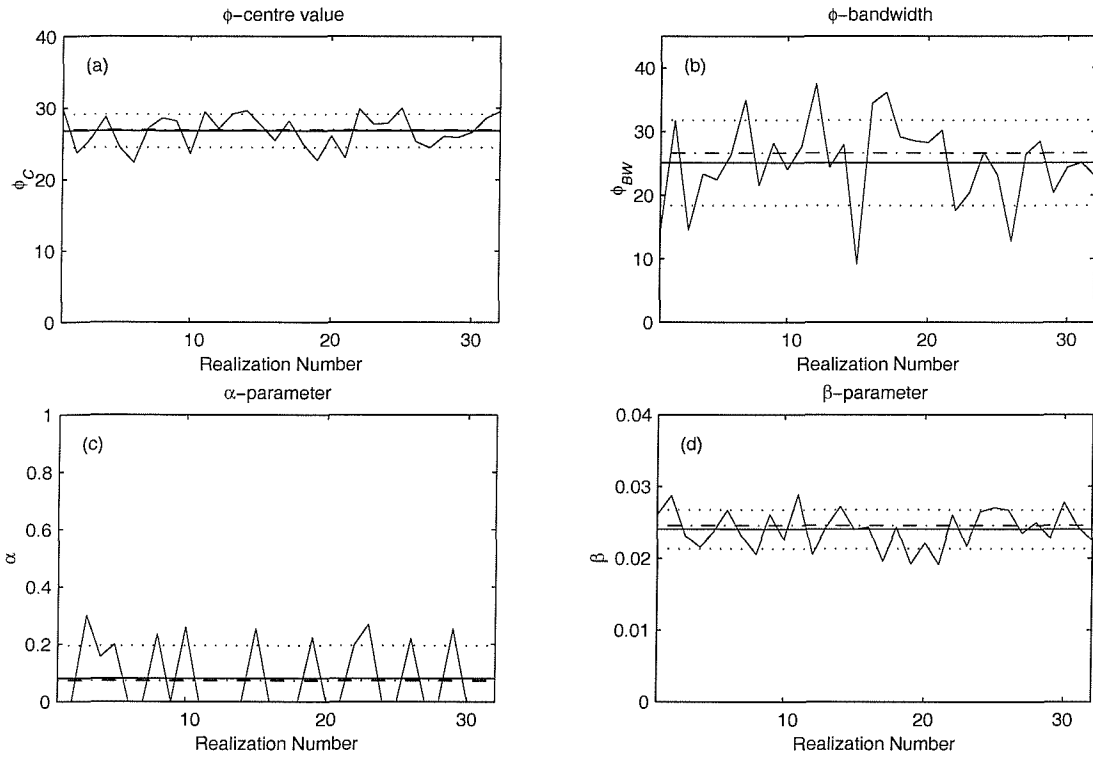 φ−centre value
(a)
φ_C
40
30
20
10
0
10
20
30
Realization Number
φ−bandwidth
(b)
φ_BW
40
30
20
10
0
10
20
30
Realization Number
α−parameter
(c)
α
1
0.8
0.6
0.4
0.2
0
10
20
30
Realization Number
β−parameter
(d)
β
0.04
0.03
0.02
0.01
0
10
20
30
Realization Number